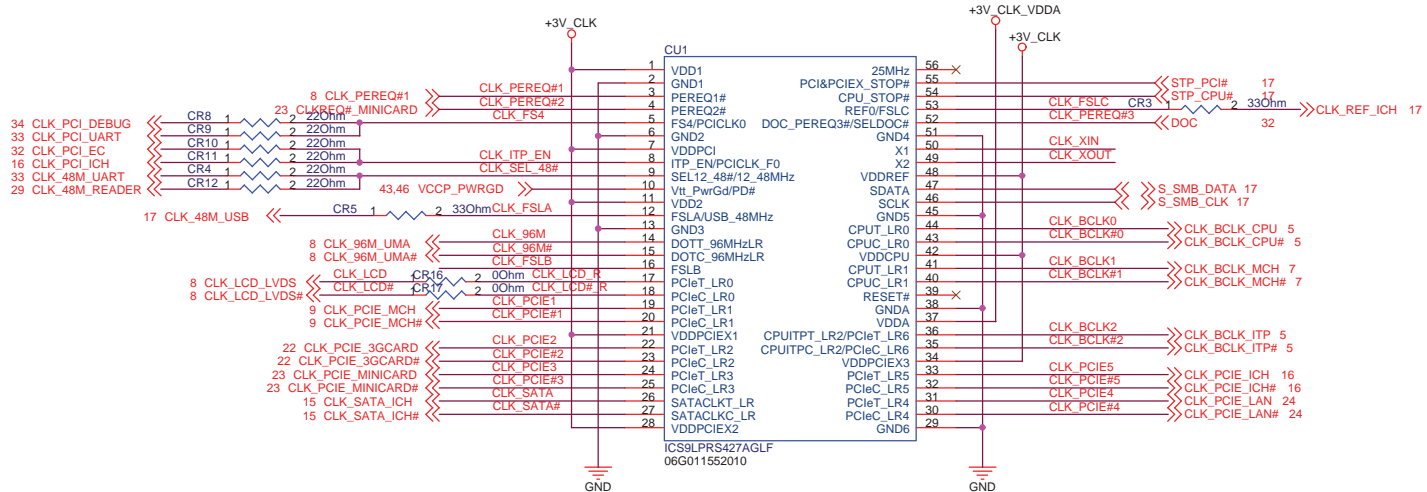 +3V_CLK_VDDA
+3V_CLK
+3V_CLK
CU1
1 VDD1
2 GND1
8 CLK_PEREQ#1 CLK_PEREQ#1 3 PEREQ1#
23 CLKREQ#_MINICARD CLK_PEREQ#2 4 PEREQ2#
34 CLK_PCI_DEBUG CR8 1 2 22Ohm CLK_FS4 5 FS4/PCICLK0
33 CLK_PCI_UART CR9 1 2 22Ohm 6 GND2
32 CLK_PCI_EC CR10 1 2 22Ohm 7 VDDPCI
16 CLK_PCI_ICH CR11 1 2 22Ohm CLK_ITP_EN 8 ITP_EN/PCICLK_F0
33 CLK_48M_UART CR4 1 2 22Ohm CLK_SEL_48# 9 SEL12_48#/12_48MHz
29 CLK_48M_READER CR12 1 2 22Ohm
43,46 VCCP_PWRGD 10 Vtt_PwrGd/PD#
11 VDD2
17 CLK_48M_USB CR5 1 2 33Ohm CLK_FSLA 12 FSLA/USB_48MHz
13 GND3
8 CLK_96M_UMA CLK_96M 14 DOTT_96MHzLR
8 CLK_96M_UMA# CLK_96M# 15 DOTC_96MHzLR
CLK_FSLB 16 FSLB
8 CLK_LCD_LVDS CLK_LCD CR16 1 2 0Ohm CLK_LCD_R 17 PCIeT_LR0
8 CLK_LCD_LVDS# CLK_LCD# CR17 1 2 0Ohm CLK_LCD#_R 18 PCIeC_LR0
9 CLK_PCIE_MCH CLK_PCIE1 19 PCIeT_LR1
9 CLK_PCIE_MCH# CLK_PCIE#1 20 PCIeC_LR1
21 VDDPCIEX1
22 CLK_PCIE_3GCARD CLK_PCIE2 22 PCIeT_LR2
22 CLK_PCIE_3GCARD# CLK_PCIE#2 23 PCIeC_LR2
23 CLK_PCIE_MINICARD CLK_PCIE3 24 PCIeT_LR3
23 CLK_PCIE_MINICARD# CLK_PCIE#3 25 PCIeC_LR3
15 CLK_SATA_ICH CLK_SATA 26 SATACLKT_LR
15 CLK_SATA_ICH# CLK_SATA# 27 SATACLKC_LR
28 VDDPCIEX2
25MHz 56
PCI&PCIEX_STOP# 55 STP_PCI# 17
CPU_STOP# 54 STP_CPU# 17
REF0/FSLC 53 CLK_FSLC CR3 1 2 33Ohm CLK_REF_ICH 17
DOC_PEREQ3#/SELDOC# 52 CLK_PEREQ#3 DOC 32
GND4 51
X1 50 CLK_XIN
X2 49 CLK_XOUT
VDDREF 48
SDATA 47 S_SMB_DATA 17
SCLK 46 S_SMB_CLK 17
GND5 45
CPUT_LR0 44 CLK_BCLK0 CLK_BCLK_CPU 5
CPUC_LR0 43 CLK_BCLK#0 CLK_BCLK_CPU# 5
VDDCPU 42
CPUT_LR1 41 CLK_BCLK1 CLK_BCLK_MCH 7
CPUC_LR1 40 CLK_BCLK#1 CLK_BCLK_MCH# 7
RESET# 39
GNDA 38
VDDA 37
CPUITPT_LR2/PCIeT_LR6 36 CLK_BCLK2 CLK_BCLK_ITP 5
CPUITPC_LR2/PCIeC_LR6 35 CLK_BCLK#2 CLK_BCLK_ITP# 5
VDDPCIEX3 34
PCIeT_LR5 33 CLK_PCIE5 CLK_PCIE_ICH 16
PCIeC_LR5 32 CLK_PCIE#5 CLK_PCIE_ICH# 16
PCIeT_LR4 31 CLK_PCIE4 CLK_PCIE_LAN 24
PCIeC_LR4 30 CLK_PCIE#4 CLK_PCIE_LAN# 24
GND6 29
ICS9LPRS427AGLF
06G011552010
GND
GND